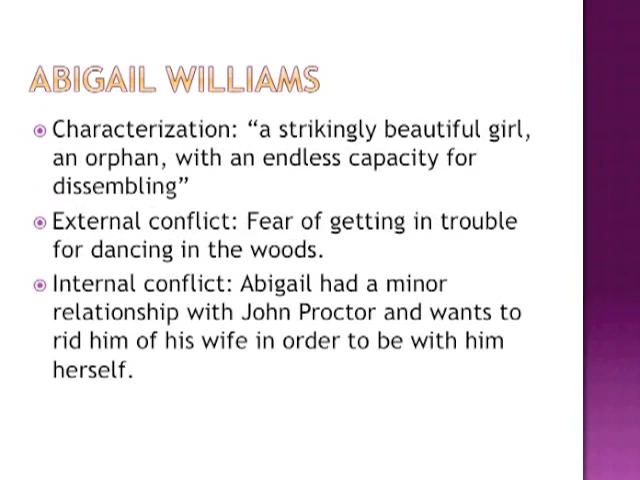 ABIGAIL WILLIAMS
Characterization: “a strikingly beautiful girl,
an orphan, with an endless capacity for
dissembling”
External conflict: Fear of getting in trouble
for dancing in the woods.
Internal conflict: Abigail had a minor
relationship with John Proctor and wants to
rid him of his wife in order to be with him
herself.